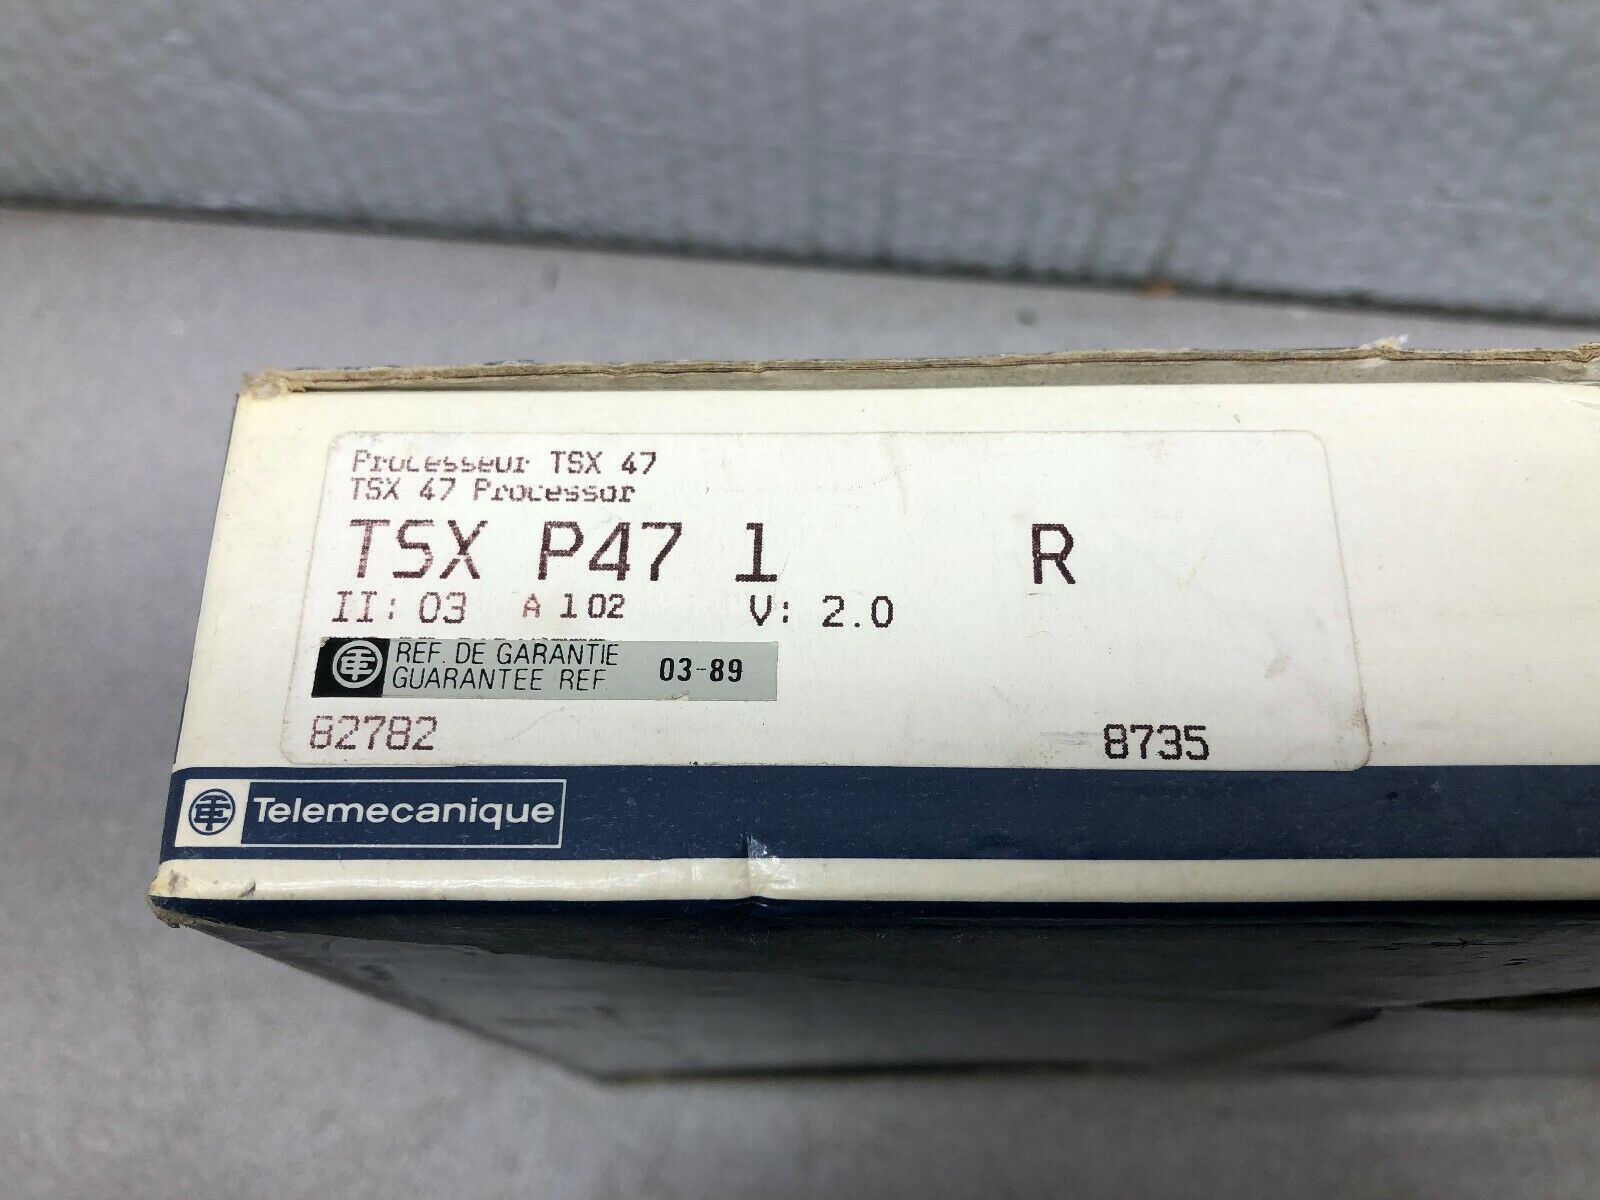 Processeur TSX 47
TSX 47 Processor
TSX P47 1 R
II: 03 A 102 V: 2.0
REF. DE GARANTIE
GUARANTEE REF. 03-89
82782 8735
Telemecanique